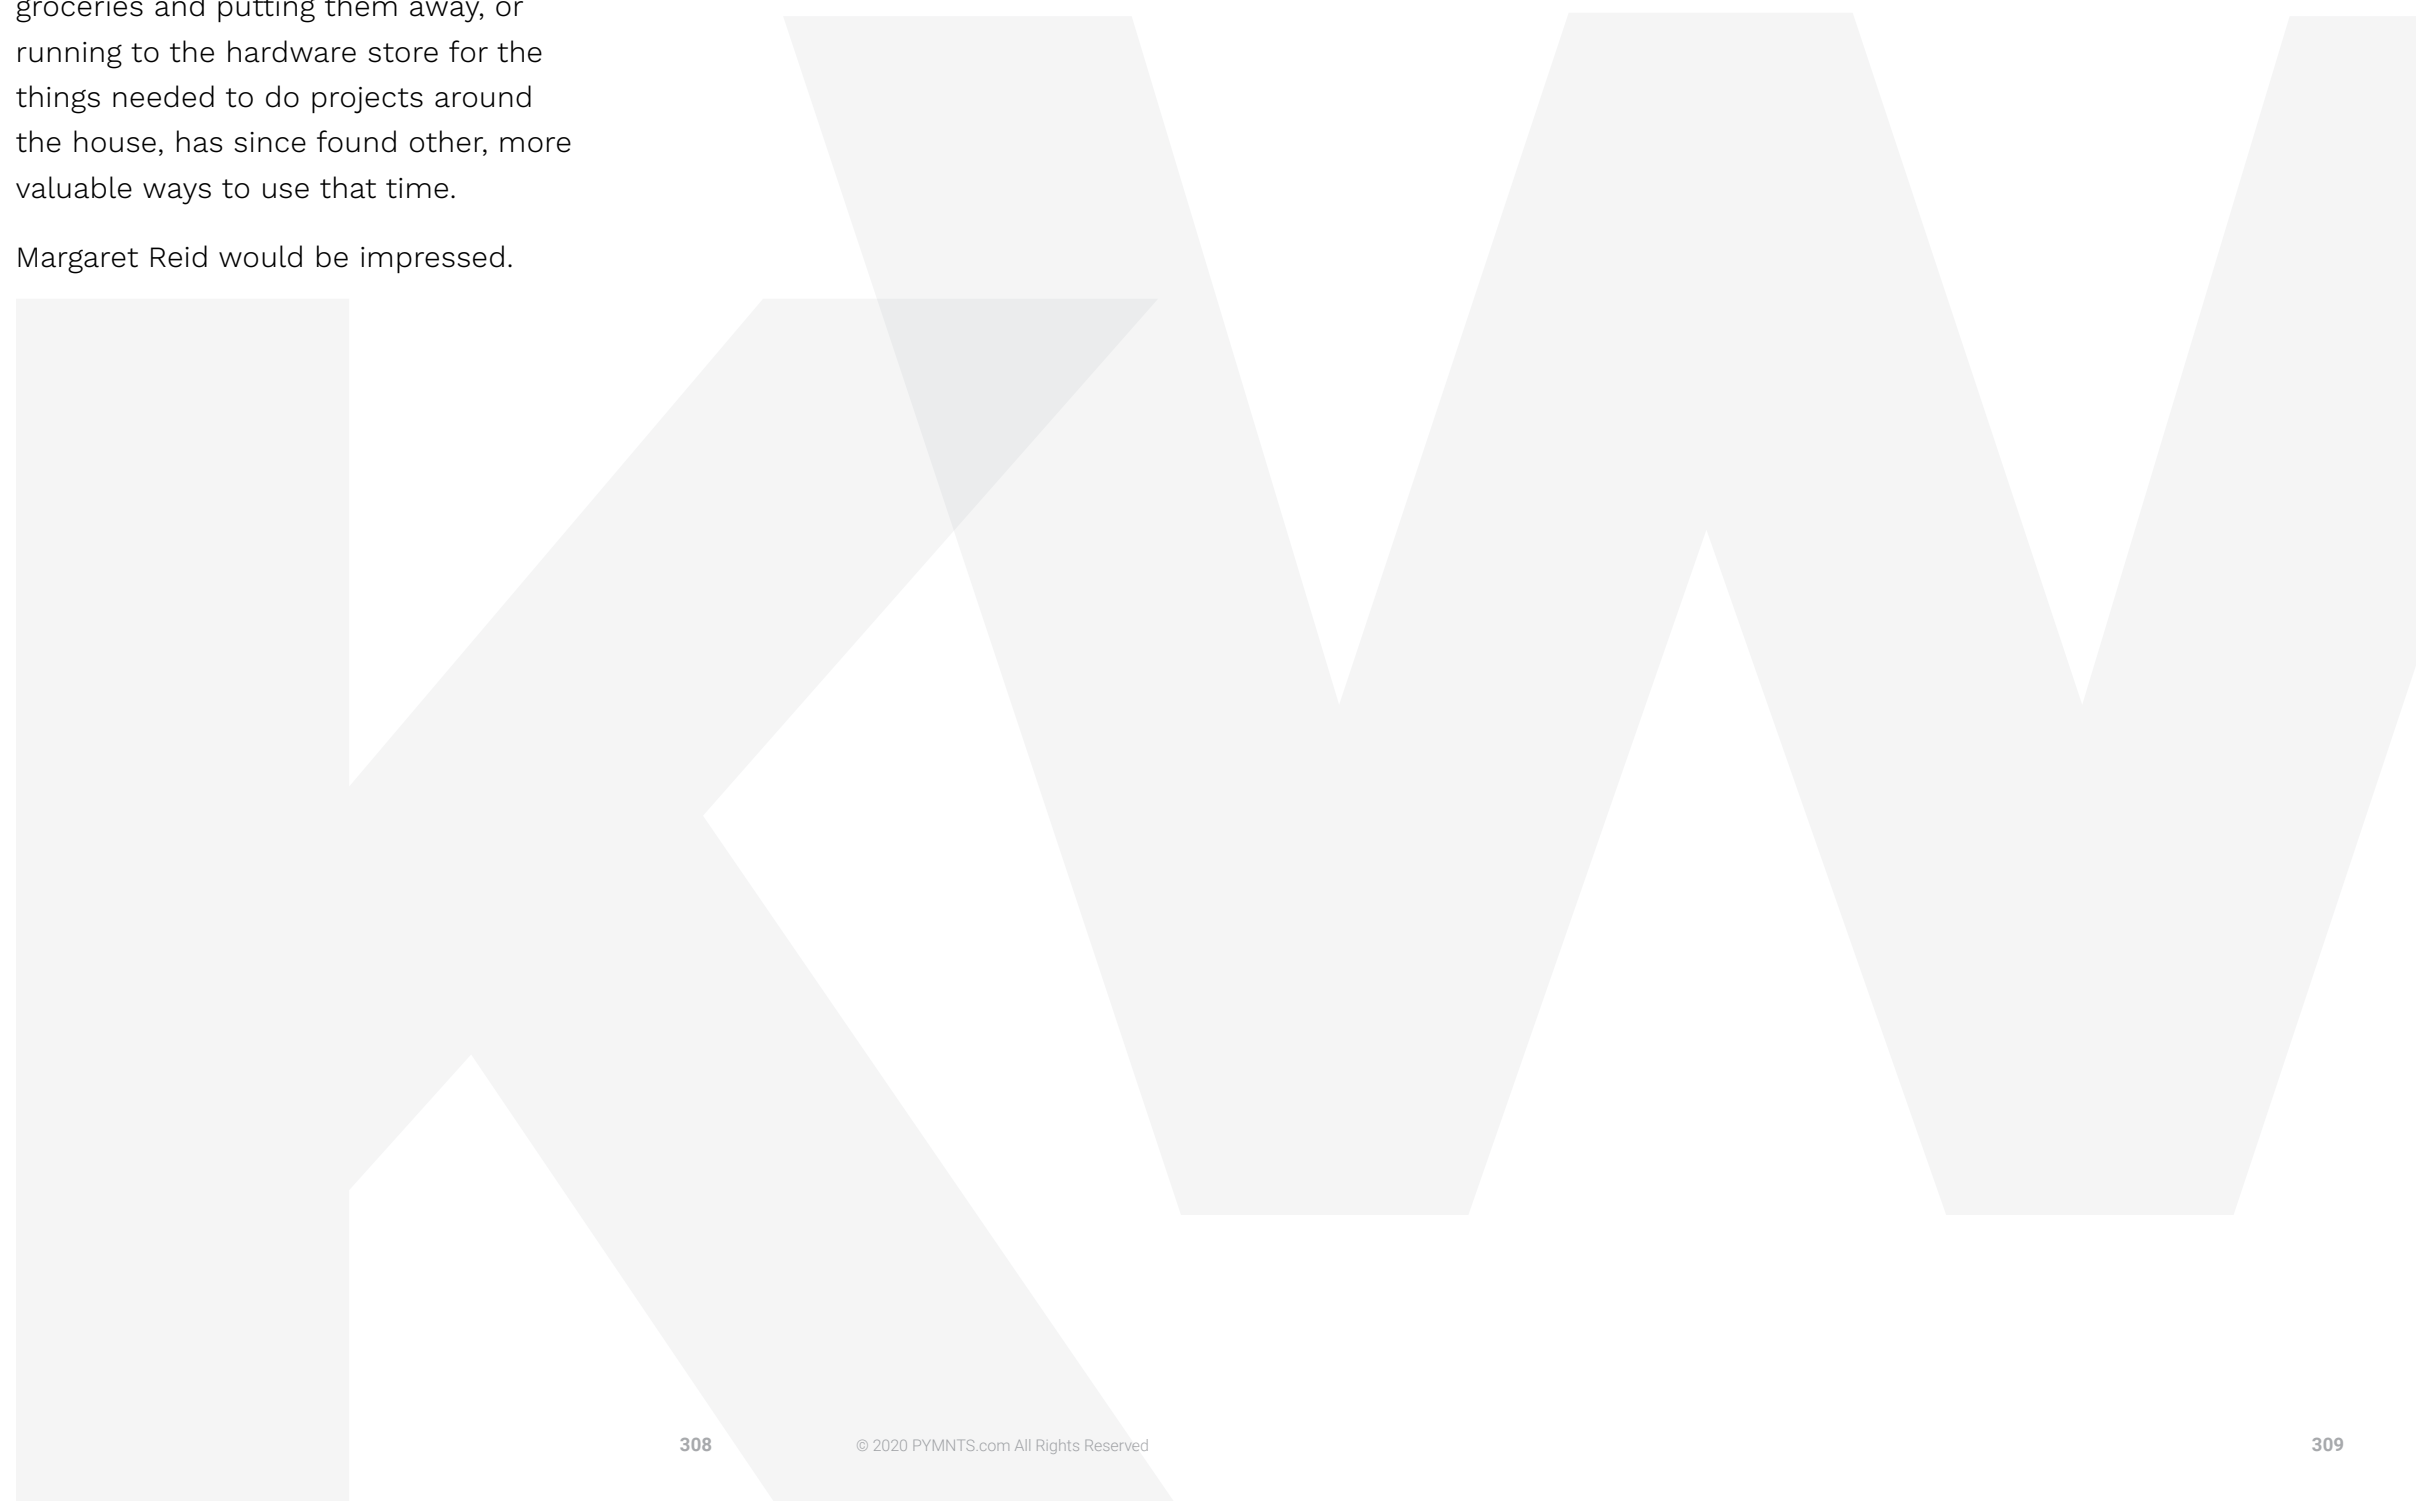 groceries and putting them away, or
running to the hardware store for the
things needed to do projects around
the house, has since found other, more
valuable ways to use that time.
Margaret Reid would be impressed.
KW
308
© 2020 PYMNTS.com All Rights Reserved
309